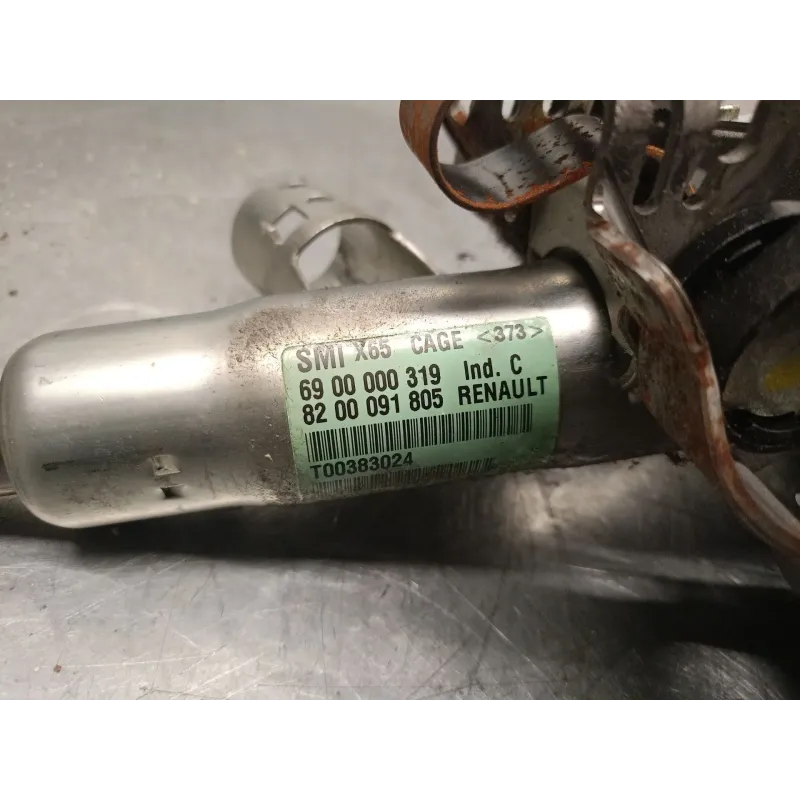 SMI X65 CAGE <373>
69 00 000 319 Ind. C
82 00 091 805 RENAULT
T00383024